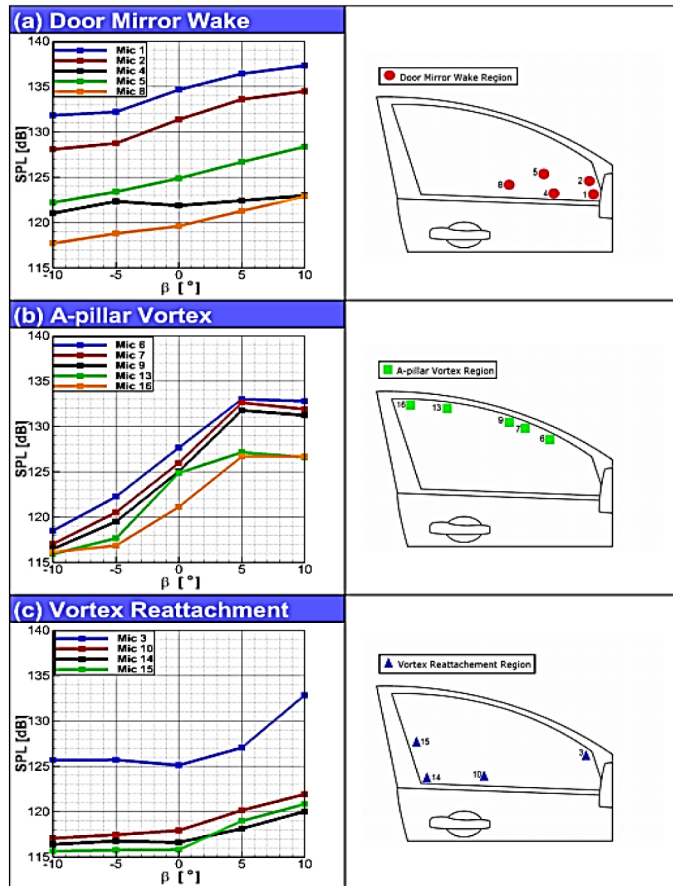 (a) Door Mirror Wake
140
135
130
125
120
115
SPL [dB]
Mic 1
Mic 2
Mic 4
Mic 5
Mic 8
-10 -5 0 5 10
β [°]
Door Mirror Wake Region
5
2
8
4
1
(b) A-pillar Vortex
140
135
130
125
120
115
SPL [dB]
Mic 6
Mic 7
Mic 9
Mic 13
Mic 16
-10 -5 0 5 10
β [°]
A-pillar Vortex Region
16
13
9
7
6
(c) Vortex Reattachment
140
135
130
125
120
115
SPL [dB]
Mic 3
Mic 10
Mic 14
Mic 15
-10 -5 0 5 10
β [°]
Vortex Reattachement Region
15
3
14
10